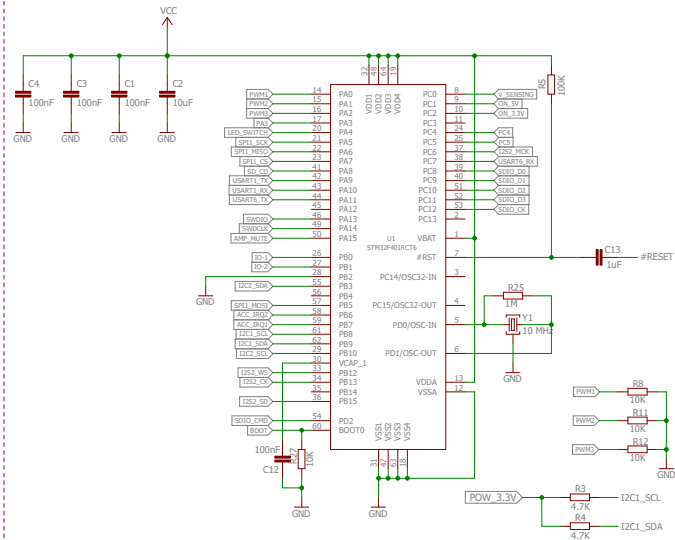 VCC
C4
100nF
GND
C3
100nF
GND
C1
100nF
GND
C2
10uF
GND
32
48
64
19
VDD1
VDD2
VDD3
VDD4
PWM1 14 PA0
PWM2 15 PA1
PWM3 16 PA2
PA3 17 PA3
LED_SWITCH 20 PA4
SPI1_SCK 21 PA5
SPI1_MISO 22 PA6
SPI1_CS 23 PA7
SD_CD 41 PA8
USART1_TX 42 PA9
USART1_RX 43 PA10
USART6_TX 44 PA11
45 PA12
SWDIO 46 PA13
SWDCLK 49 PA14
AMP_MUTE 50 PA15
IO-1 26 PB0
IO-2 27 PB1
28 PB2
GND
I2C2_SDA 55 PB3
56 PB4
SPI1_MOSI 57 PB5
ACC_IRQ2 58 PB6
ACC_IRQ1 59 PB7
I2C1_SCL 61 PB8
I2C1_SDA 62 PB9
I2C2_SCL 29 PB10
30 VCAP_1
I2S2_WS 33 PB12
I2S2_CK 34 PB13
35 PB14
I2S2_SD 36 PB15
SDIO_CMD 54 PD2
BOOT 60 BOOT0
U1
STM32F401RCT6
PC0 8 V_SENSING
PC1 9 ON_5V
PC2 10 ON_3.3V
PC3 11
PC4 24 PC4
PC5 25 PC5
PC6 37 I2S2_MCK
PC7 38 USART6_RX
PC8 39 SDIO_D0
PC9 40 SDIO_D1
PC10 51 SDIO_D2
PC11 52 SDIO_D3
PC12 53 SDIO_CK
PC13 2
VBAT 1
#RST 7
PC14/OSC32-IN 3
PC15/OSC32-OUT 4
PD0/OSC-IN 5
PD1/OSC-OUT 6
VDDA 13
VSSA 12
VSS1
VSS2
VSS3
VSS4
31
47
63
18
GND
100nF
C12
R27
10K
GND
R5
100K
C13
1uF
#RESET
R25
1M
Y1
10 MHz
GND
PWM1
R8
10K
PWM2
R11
10K
PWM3
R12
10K
GND
POW_3.3V
R3
4.7K
I2C1_SCL
R4
4.7K
I2C1_SDA